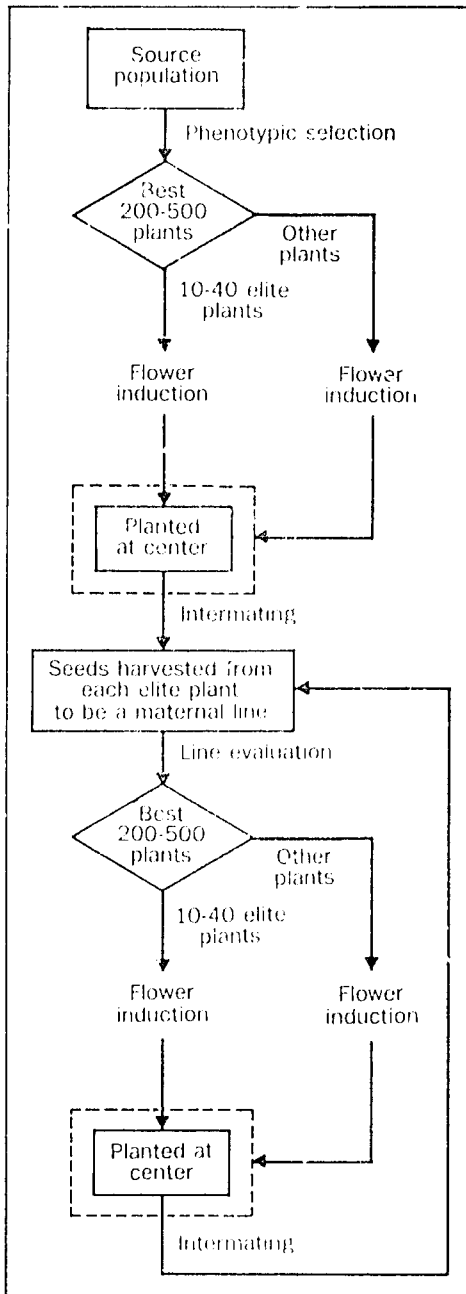 Source
population
Phenotypic selection
Best
200-500
plants
Other
plants
10-40 elite
plants
Flower
induction
Flower
induction
Planted
at center
Intermating
Seeds harvested from
each elite plant
to be a maternal line
Line evaluation
Best
200-500
plants
Other
plants
10-40 elite
plants
Flower
induction
Flower
induction
Planted at
center
Intermating